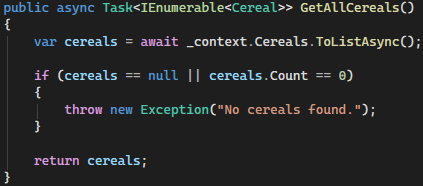 public async Task<IEnumerable<Cereal>> GetAllCereals()
{
    var cereals = await _context.Cereals.ToListAsync();

    if (cereals == null || cereals.Count == 0)
    {
        throw new Exception("No cereals found.");
    }

    return cereals;
}